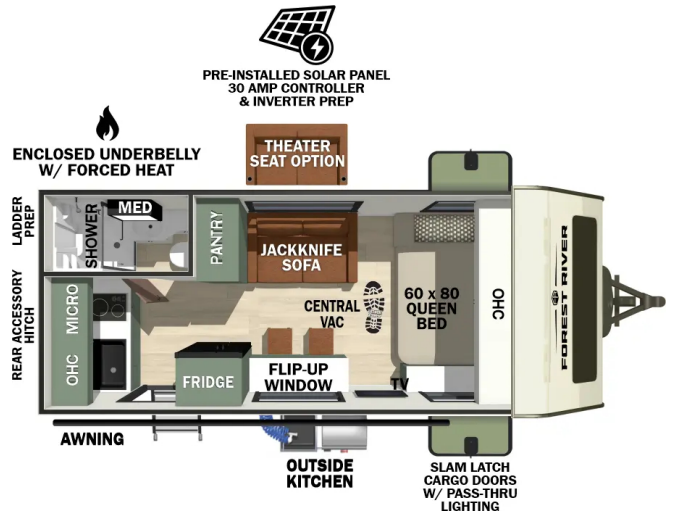 PRE-INSTALLED SOLAR PANEL
30 AMP CONTROLLER
& INVERTER PREP
ENCLOSED UNDERBELLY
W/ FORCED HEAT
THEATER
SEAT OPTION
LADDER
PREP
SHOWER
MED
PANTRY
JACKKNIFE
SOFA
CENTRAL
VAC
60 x 80
QUEEN
BED
OHC
FOREST RIVER
REAR ACCESSORY
HITCH
MICRO
OHC
FRIDGE
FLIP-UP
WINDOW
TV
AWNING
OUTSIDE
KITCHEN
SLAM LATCH
CARGO DOORS
W/ PASS-THRU
LIGHTING